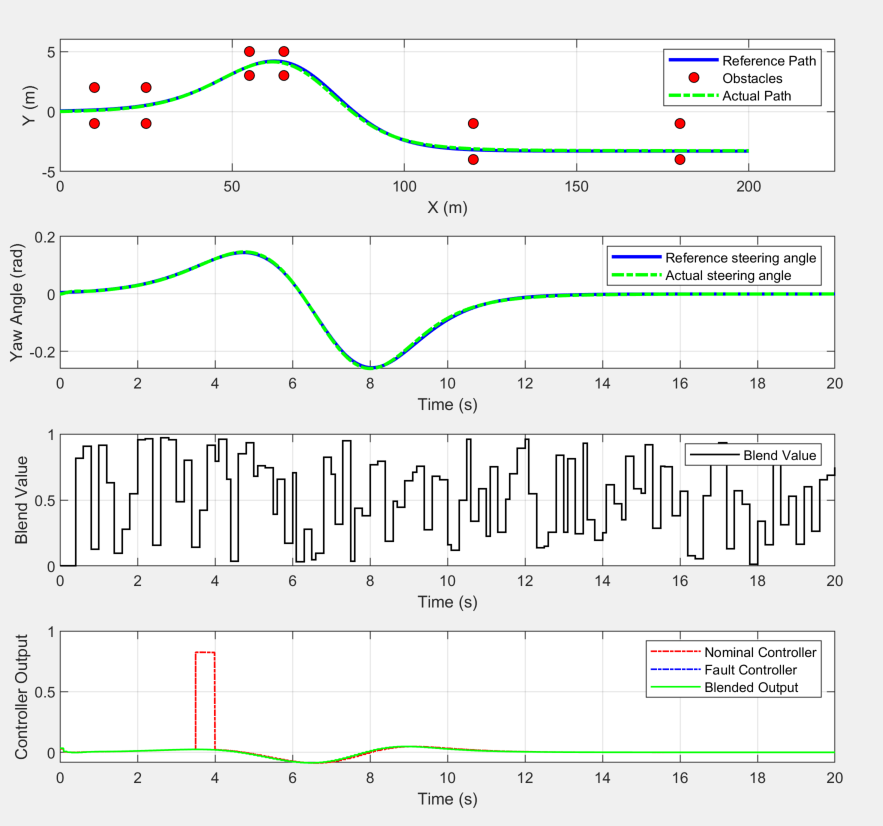 5
0
-5
Y (m)
0 50 100 150 200
X (m)
Reference Path
Obstacles
Actual Path
0.2
0
-0.2
Yaw Angle (rad)
0 2 4 6 8 10 12 14 16 18 20
Time (s)
Reference steering angle
Actual steering angle
1
0.5
0
Blend Value
0 2 4 6 8 10 12 14 16 18 20
Time (s)
Blend Value
1
0.5
0
Controller Output
0 2 4 6 8 10 12 14 16 18 20
Time (s)
Nominal Controller
Fault Controller
Blended Output